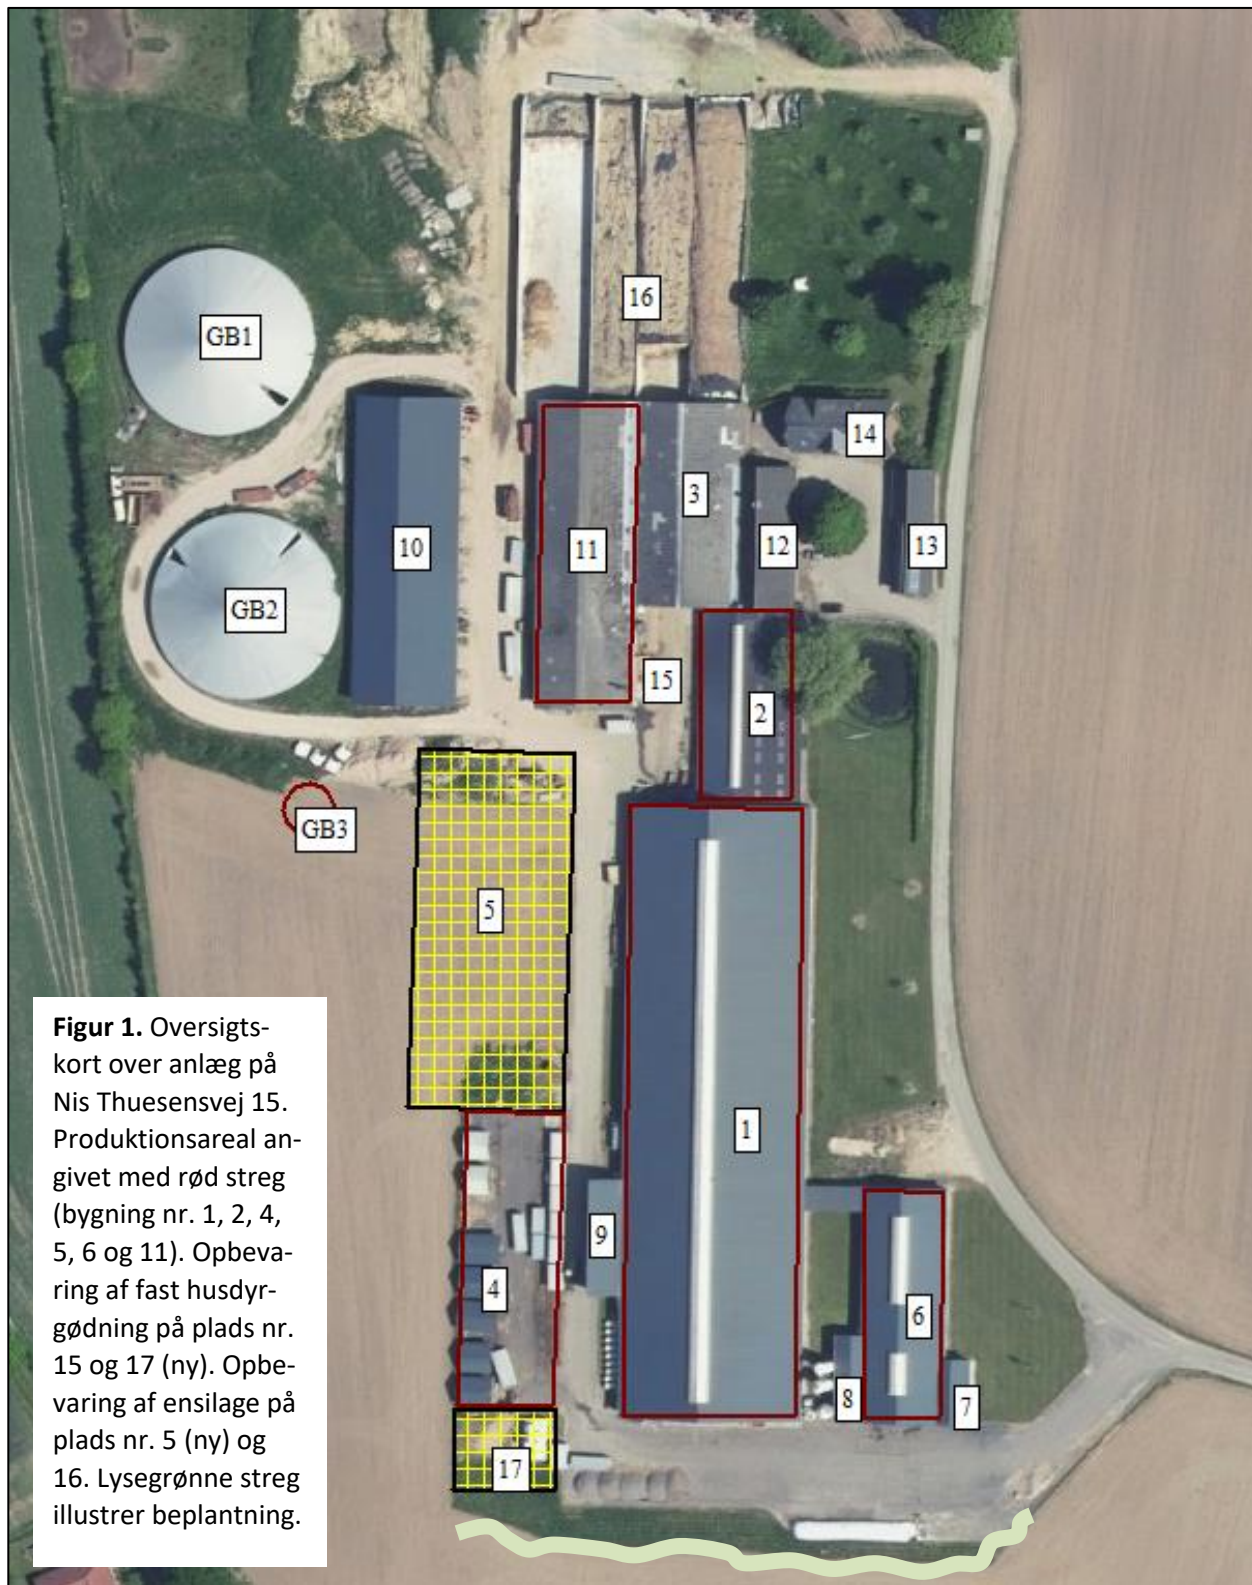 16
GB1
14
3
10
11
12
13
GB2
15
2
GB3
5
Figur 1. Oversigts-
kort over anlæg på
Nis Thuesensvej 15.
Produktionsareal an-
givet med rød streg
(bygning nr. 1, 2, 4,
5, 6 og 11). Opbeva-
ring af fast husdyr-
gødning på plads nr.
15 og 17 (ny). Opbe-
varing af ensilage på
plads nr. 5 (ny) og
16. Lysegrønne streg
illustrer beplantning.
1
9
4
6
8
7
17